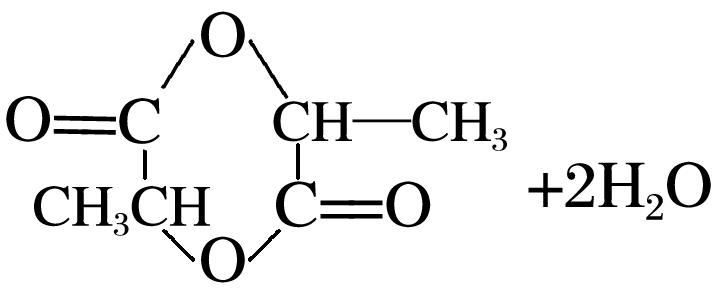 O
O=C CH—CH₃
CH₃CH C=O +2H₂O
O